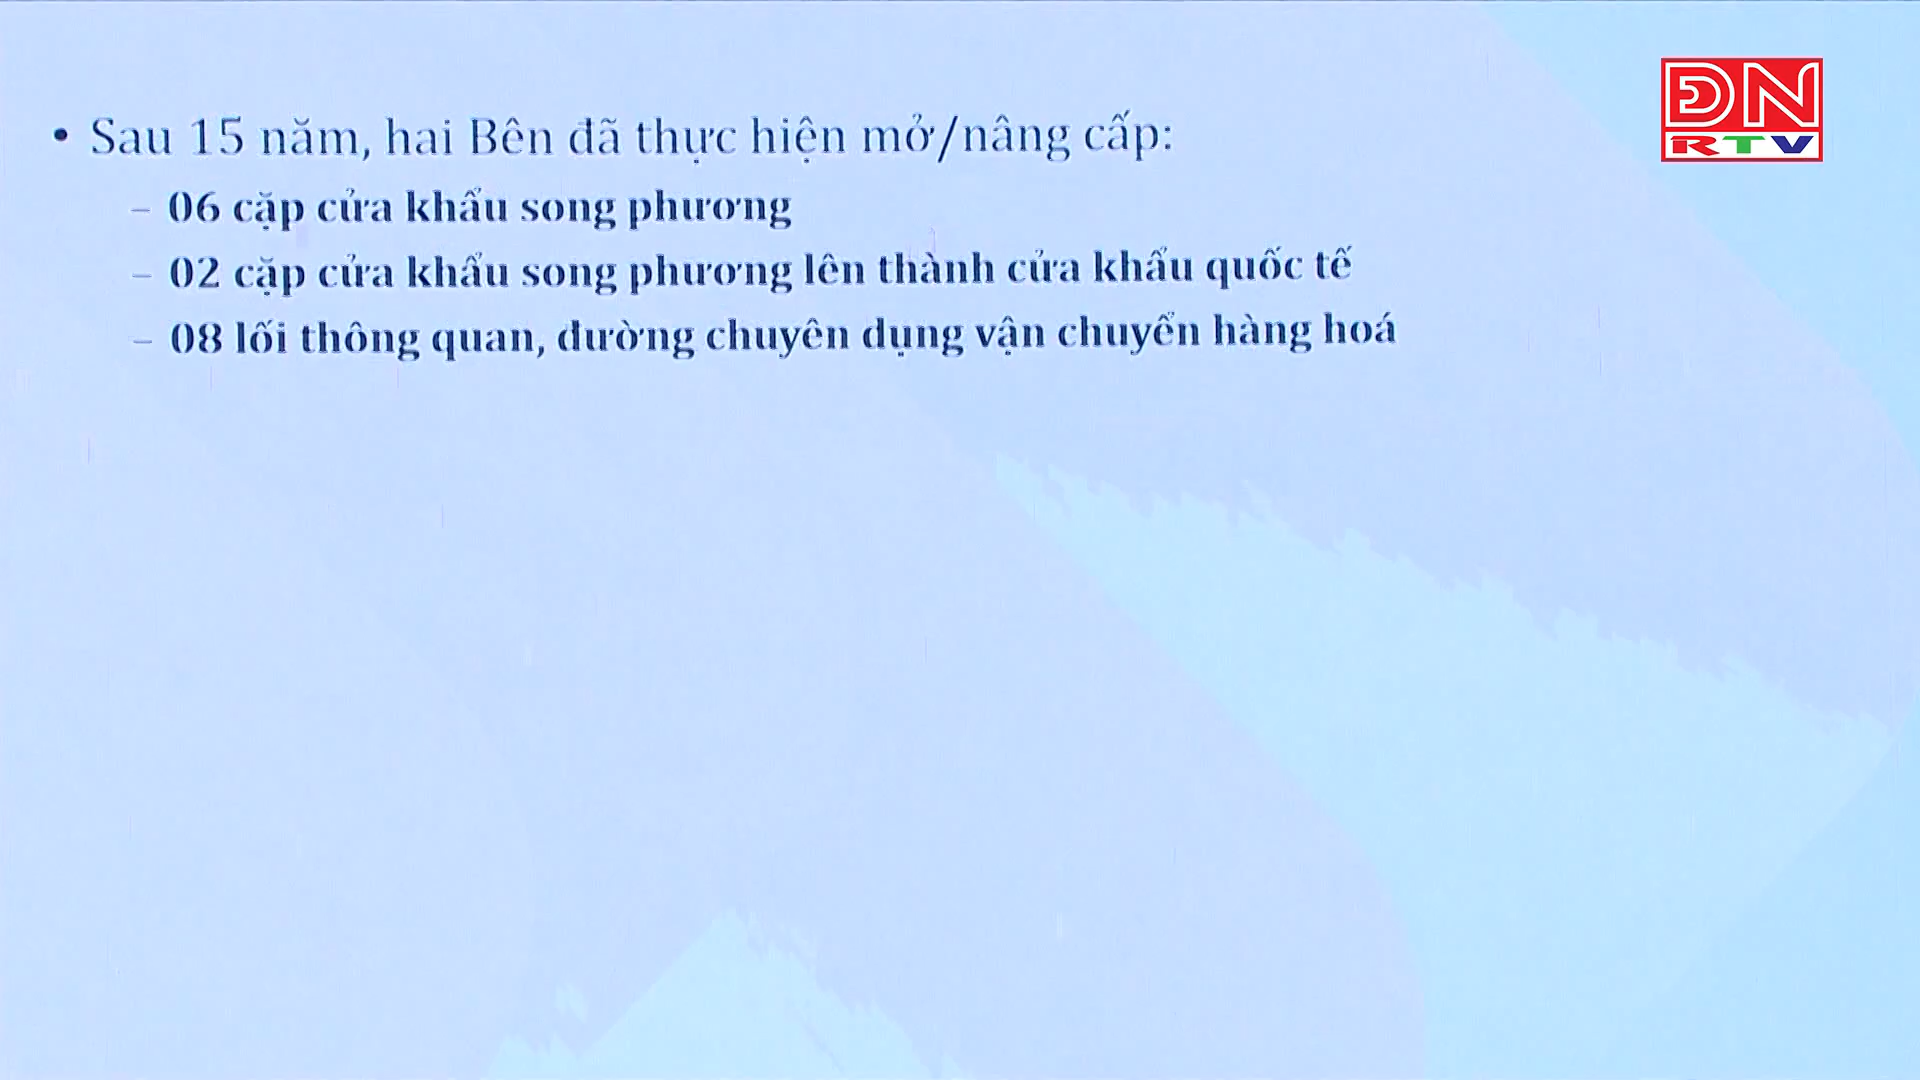 • Sau 15 năm, hai Bên đã thực hiện mở/nâng cấp:
– 06 cặp cửa khẩu song phương
– 02 cặp cửa khẩu song phương lên thành cửa khẩu quốc tế
– 08 lối thông quan, đường chuyên dụng vận chuyển hàng hoá
ĐN
RTV